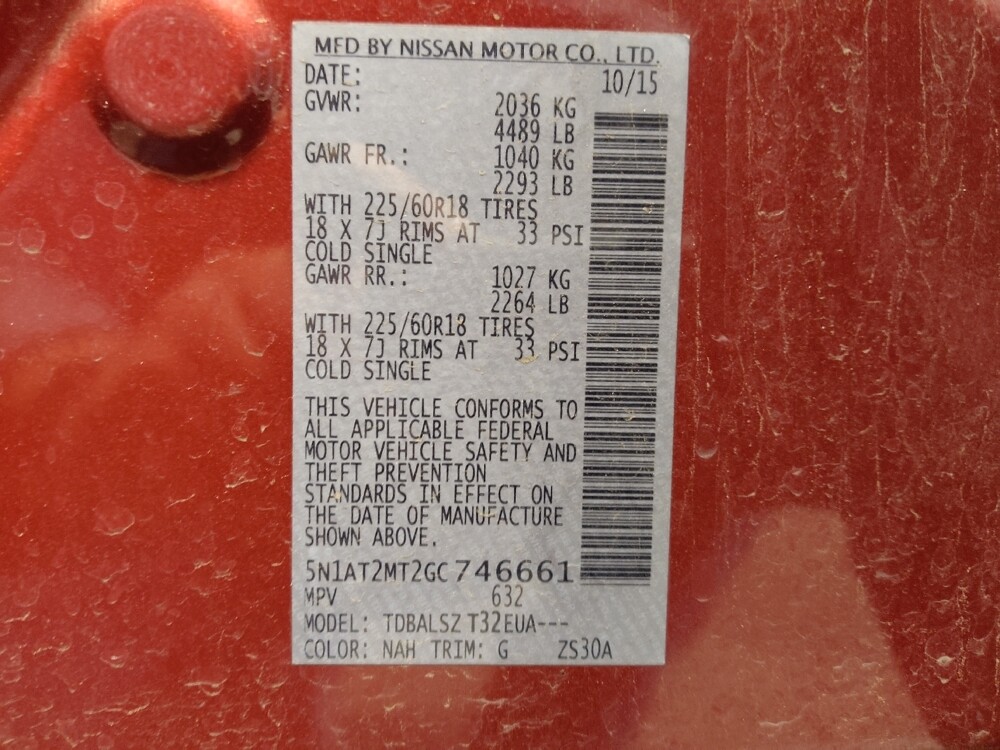 MFD BY NISSAN MOTOR CO., LTD.
DATE: 10/15
GVWR: 2036 KG
4489 LB
GAWR FR.: 1040 KG
2293 LB
WITH 225/60R18 TIRES
18 X 7J RIMS AT 33 PSI
COLD SINGLE
GAWR RR.: 1027 KG
2264 LB
WITH 225/60R18 TIRES
18 X 7J RIMS AT 33 PSI
COLD SINGLE
THIS VEHICLE CONFORMS TO
ALL APPLICABLE FEDERAL
MOTOR VEHICLE SAFETY AND
THEFT PREVENTION
STANDARDS IN EFFECT ON
THE DATE OF MANUFACTURE
SHOWN ABOVE.
5N1AT2MT2GC746661
MPV 632
MODEL: TDBALSZ T32EUA---
COLOR: NAH TRIM: G ZS30A